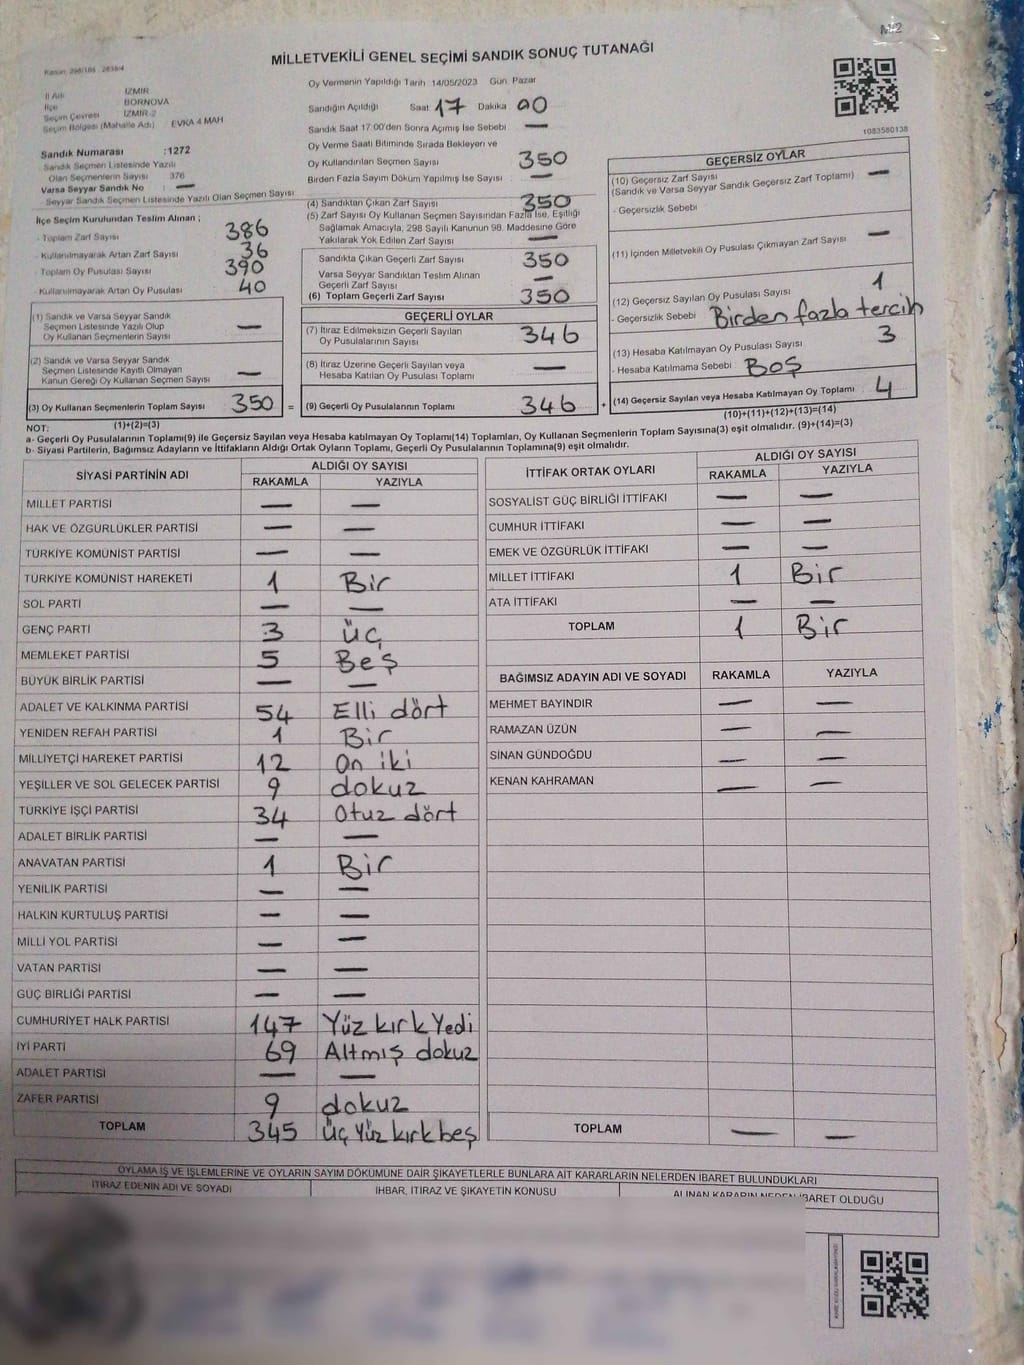 MH2
MİLLETVEKİLİ GENEL SEÇİMİ SANDIK SONUÇ TUTANAĞI
Oy Vermenin Yapıldığı Tarih 14/05/2023 Gün: Pazar
İZMİR
İlçe BORNOVA
Seçim Çevresi İZMİR-2
Seçim Bölgesi (Mahalle Adı) EVKA 4 MAH
Sandık Numarası :1272
Sandık Seçmen Listesinde Yazılı
Olan Seçmenlerin Sayısı 376
Varsa Seyyar Sandık No —
Seyyar Sandık Seçmen Listesinde Yazılı Olan Seçmen Sayısı
Sandığın Açıldığı Saat 17 Dakika 00
Sandık Saat 17:00'den Sonra Açımış İse Sebebi —
Oy Verme Saati Bitiminde Sırada Bekleyen ve
Oy Kullandırılan Seçmen Sayısı 350
Birden Fazla Sayım Döküm Yapılmış İse Sayısı —
1083580138
İlçe Seçim Kurulundan Teslim Alınan ;
- Toplam Zarf Sayısı 386
- Kullanılmayarak Artan Zarf Sayısı 36
- Toplam Oy Pusulası Sayısı 390
- Kullanılmayarak Artan Oy Pusulası 40
(1) Sandık ve Varsa Seyyar Sandık
Seçmen Listesinde Yazılı Olup
Oy Kullanan Seçmenlerin Sayısı —
(2) Sandık ve Varsa Seyyar Sandık
Seçmen Listesinde Kayıtlı Olmayan
Kanun Gereği Oy Kullanan Seçmen Sayısı —
(3) Oy Kullanan Seçmenlerin Toplam Sayısı 350 =
(1)+(2)=(3)
(4) Sandıktan Çıkan Zarf Sayısı 350
(5) Zarf Sayısı Oy Kullanan Seçmen Sayısından Fazla İse, Eşitliği
Sağlamak Amacıyla, 298 Sayılı Kanunun 98. Maddesine Göre
Yakılarak Yok Edilen Zarf Sayısı —
Sandıkta Çıkan Geçerli Zarf Sayısı 350
Varsa Seyyar Sandıktan Teslim Alınan
Geçerli Zarf Sayısı —
(6) Toplam Geçerli Zarf Sayısı 350
GEÇERLİ OYLAR
(7) İtiraz Edilmeksizin Geçerli Sayılan
Oy Pusulalarının Sayısı 346
(8) İtiraz Üzerine Geçerli Sayılan veya
Hesaba Katılan Oy Pusulası Toplamı —
(9) Geçerli Oy Pusulalarının Toplamı 346 +
GEÇERSİZ OYLAR
(10) Geçersiz Zarf Sayısı —
(Sandık ve Varsa Seyyar Sandık Geçersiz Zarf Toplamı)
- Geçersizlik Sebebi
(11) İçinden Milletvekili Oy Pusulası Çıkmayan Zarf Sayısı —
(12) Geçersiz Sayılan Oy Pusulası Sayısı 1
- Geçersizlik Sebebi Birden fazla tercih
(13) Hesaba Katılmayan Oy Pusulası Sayısı 3
- Hesaba Katılmama Sebebi Boş
(14) Geçersiz Sayılan veya Hesaba Katılmayan Oy Toplamı 4
(10)+(11)+(12)+(13)=(14)
NOT:
a- Geçerli Oy Pusulalarının Toplamı(9) ile Geçersiz Sayılan veya Hesaba katılmayan Oy Toplamı(14) Toplamları, Oy Kullanan Seçmenlerin Toplam Sayısına(3) eşit olmalıdır. (9)+(14)=(3)
b- Siyasi Partilerin, Bağımsız Adayların ve İttifakların Aldığı Ortak Oyların Toplamı, Geçerli Oy Pusulalarının Toplamına(9) eşit olmalıdır.
SİYASİ PARTİNİN ADI ALDIĞI OY SAYISI
RAKAMLA YAZIYLA
MİLLET PARTİSİ — —
HAK VE ÖZGÜRLÜKLER PARTİSİ — —
TÜRKİYE KOMÜNİST PARTİSİ — —
TÜRKİYE KOMÜNİST HAREKETİ 1 Bir
SOL PARTİ — —
GENÇ PARTİ 3 üç
MEMLEKET PARTİSİ 5 Beş
BÜYÜK BİRLİK PARTİSİ — —
ADALET VE KALKINMA PARTİSİ 54 Elli dört
YENİDEN REFAH PARTİSİ 1 Bir
MİLLİYETÇİ HAREKET PARTİSİ 12 On iki
YEŞİLLER VE SOL GELECEK PARTİSİ 9 dokuz
TÜRKİYE İŞÇİ PARTİSİ 34 Otuz dört
ADALET BİRLİK PARTİSİ — —
ANAVATAN PARTİSİ 1 Bir
YENİLİK PARTİSİ — —
HALKIN KURTULUŞ PARTİSİ — —
MİLLİ YOL PARTİSİ — —
VATAN PARTİSİ — —
GÜÇ BİRLİĞİ PARTİSİ — —
CUMHURİYET HALK PARTİSİ 147 Yüz kırk Yedi
İYİ PARTİ 69 Altmış dokuz
ADALET PARTİSİ — —
ZAFER PARTİSİ 9 dokuz
TOPLAM 345 üç Yüz kırk beş
İTTİFAK ORTAK OYLARI ALDIĞI OY SAYISI
RAKAMLA YAZIYLA
SOSYALİST GÜÇ BİRLİĞİ İTTİFAKI — —
CUMHUR İTTİFAKI — —
EMEK VE ÖZGÜRLÜK İTTİFAKI — —
MİLLET İTTİFAKI 1 Bir
ATA İTTİFAKI — —
TOPLAM 1 Bir
BAĞIMSIZ ADAYIN ADI VE SOYADI RAKAMLA YAZIYLA
MEHMET BAYINDIR — —
RAMAZAN ÜZÜN — —
SİNAN GÜNDOĞDU — —
KENAN KAHRAMAN — —
TOPLAM — —
OYLAMA İŞ VE İŞLEMLERİNE VE OYLARIN SAYIM DÖKÜMÜNE DAİR ŞİKAYETLERLE BUNLARA AİT KARARLARIN NELERDEN İBARET BULUNDUKLARI
İTİRAZ EDENİN ADI VE SOYADI İHBAR, İTİRAZ VE ŞİKAYETİN KONUSU ALINAN KARARIN NEDEN İBARET OLDUĞU